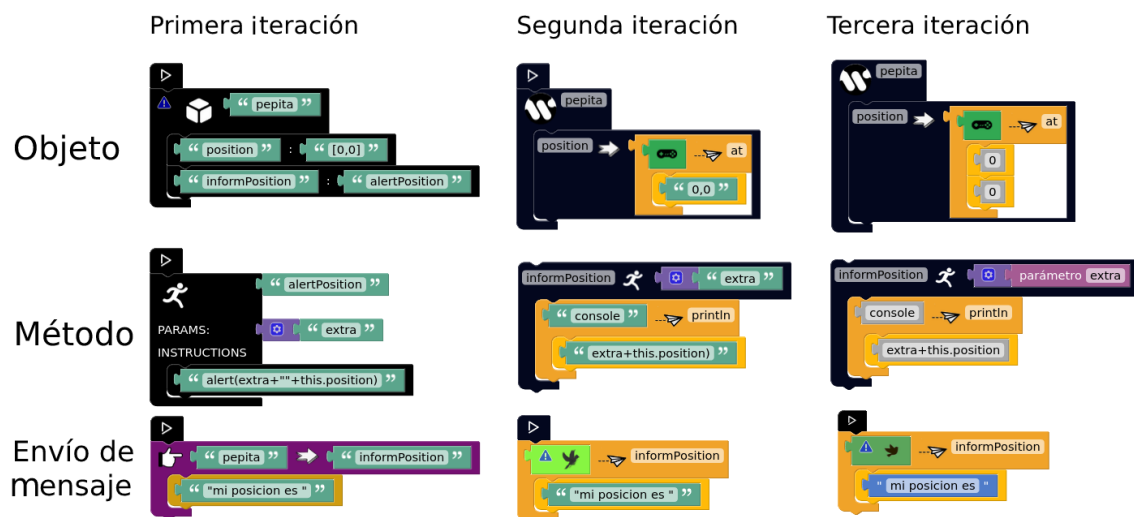 Primera iteración
Segunda iteración
Tercera iteración
Objeto
“ pepita ”
“ position ” : “ [0,0] ”
“ informPosition ” : “ alertPosition ”
pepita
position
at
“ 0,0 ”
pepita
position
at
0
0
Método
“ alertPosition ”
PARAMS:
“ extra ”
INSTRUCTIONS
“ alert(extra+""+this.position) ”
informPosition
“ extra ”
“ console ” println
“ extra+this.position) ”
informPosition
parámetro extra
console println
extra+this.position
Envío de
mensaje
“ pepita ” “ informPosition ”
“ "mi posicion es " ”
informPosition
“ "mi posicion es " ”
informPosition
" mi posicion es "